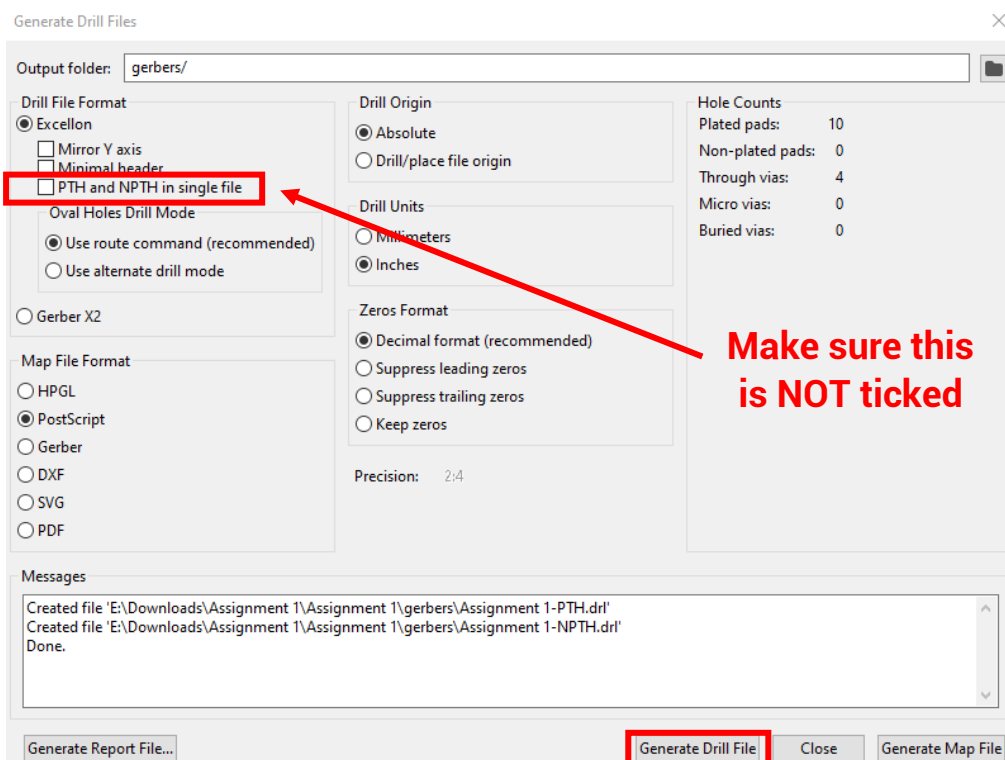 Generate Drill Files
Output folder: gerbers/
Drill File Format
Excellon
Mirror Y axis
Minimal header
PTH and NPTH in single file
Oval Holes Drill Mode
Use route command (recommended)
Use alternate drill mode
Gerber X2
Map File Format
HPGL
PostScript
Gerber
DXF
SVG
PDF
Drill Origin
Absolute
Drill/place file origin
Drill Units
Millimeters
Inches
Zeros Format
Decimal format (recommended)
Suppress leading zeros
Suppress trailing zeros
Keep zeros
Precision: 2:4
Hole Counts
Plated pads: 10
Non-plated pads: 0
Through vias: 4
Micro vias: 0
Buried vias: 0
Make sure this
is NOT ticked
Messages
Created file 'E:\Downloads\Assignment 1\Assignment 1\gerbers\Assignment 1-PTH.drl'
Created file 'E:\Downloads\Assignment 1\Assignment 1\gerbers\Assignment 1-NPTH.drl'
Done.
Generate Report File...
Generate Drill File
Close
Generate Map File